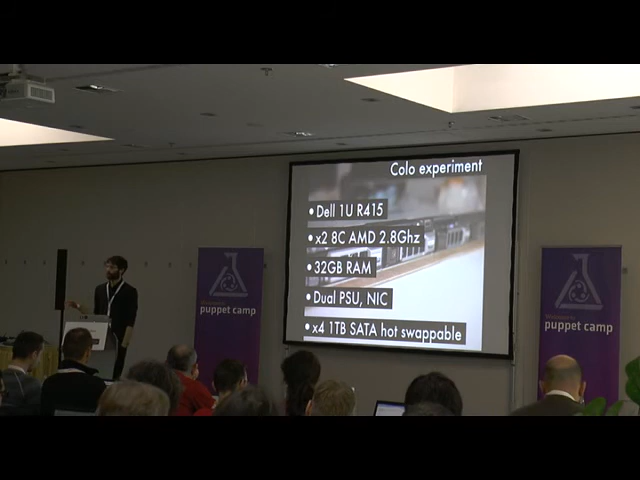 Colo experiment
•Dell 1U R415
•x2 8C AMD 2.8Ghz
•32GB RAM
•Dual PSU, NIC
•x4 1TB SATA hot swappable
puppet camp
puppet camp